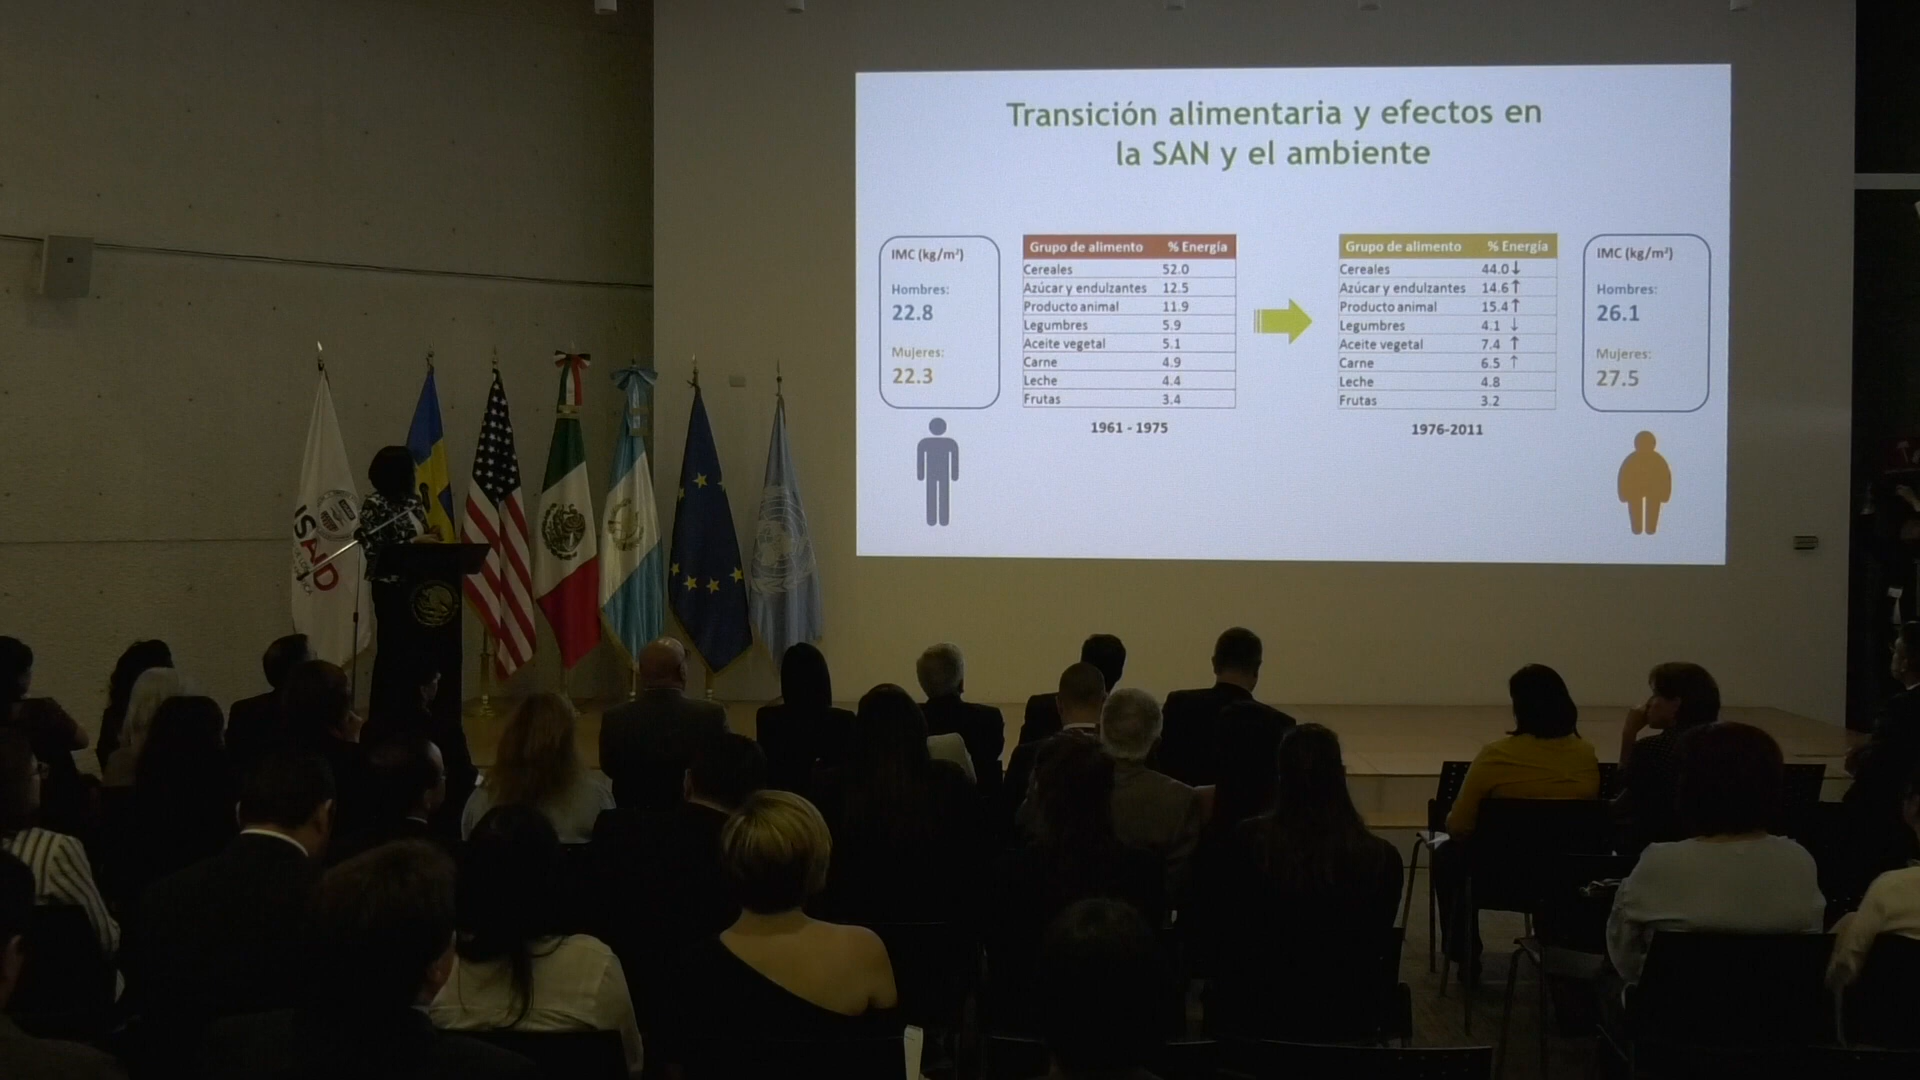 Transición alimentaria y efectos en
la SAN y el ambiente
IMC (kg/m²)
Hombres:
22.8
Mujeres:
22.3
Grupo de alimento % Energía
Cereales 52.0
Azúcar y endulzantes 12.5
Producto animal 11.9
Legumbres 5.9
Aceite vegetal 5.1
Carne 4.9
Leche 4.4
Frutas 3.4
1961 - 1975
Grupo de alimento % Energía
Cereales 44.0↓
Azúcar y endulzantes 14.6↑
Producto animal 15.4↑
Legumbres 4.1 ↓
Aceite vegetal 7.4 ↑
Carne 6.5 ↑
Leche 4.8
Frutas 3.2
1976-2011
IMC (kg/m²)
Hombres:
26.1
Mujeres:
27.5